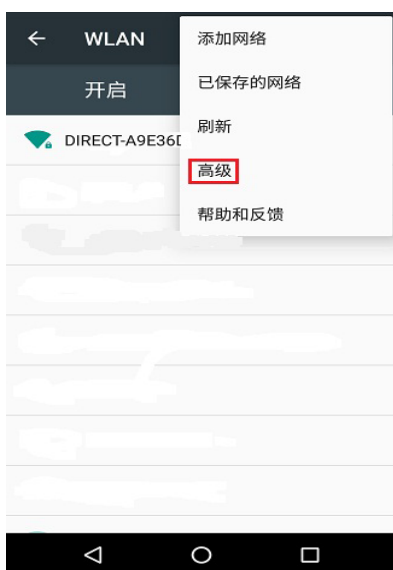 WLAN
开启
DIRECT-A9E36D
添加网络
已保存的网络
刷新
高级
帮助和反馈